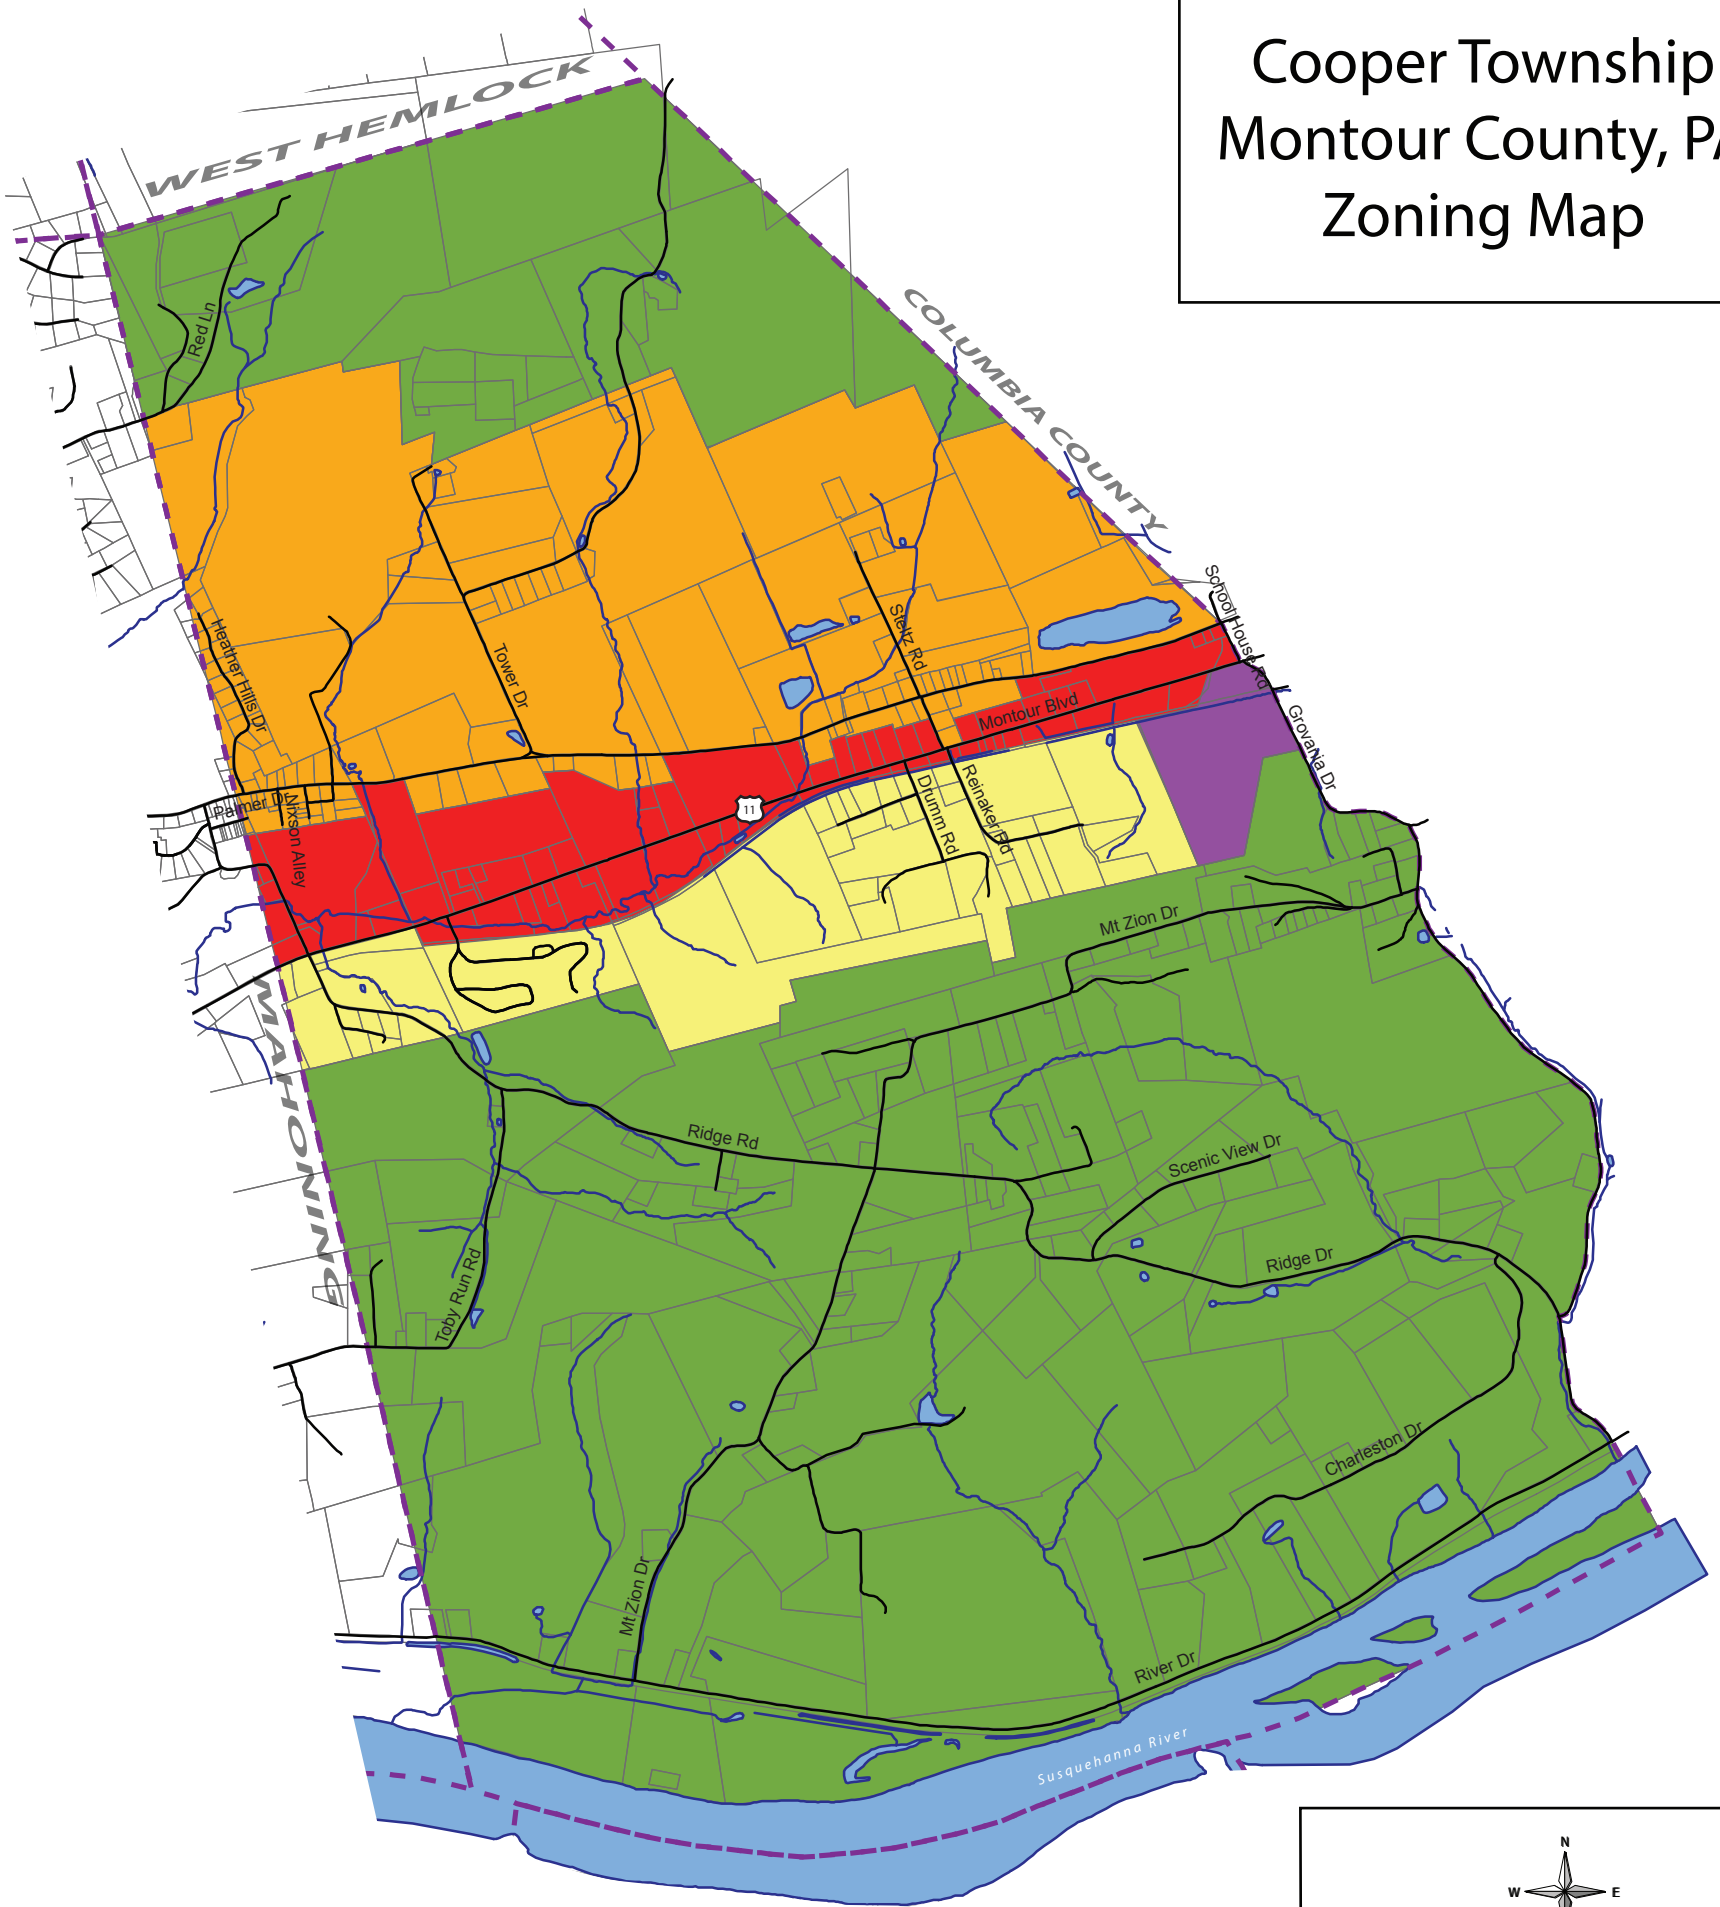 Cooper Township
Montour County, PA
Zoning Map
WEST HEMLOCK
COLUMBIA COUNTY
MAHONING
Red Ln
Heather Hills Dr
Tower Dr
Steltz Rd
School House Rd
Grovania Dr
Montour Blvd
11
Palmer Dr
Nixson Alley
Drumm Rd
Reinaker Rd
Mt Zion Dr
Ridge Rd
Scenic View Dr
Ridge Dr
Toby Run Rd
Charleston Dr
Mt Zion Dr
River Dr
Susquehanna River
N
W
E